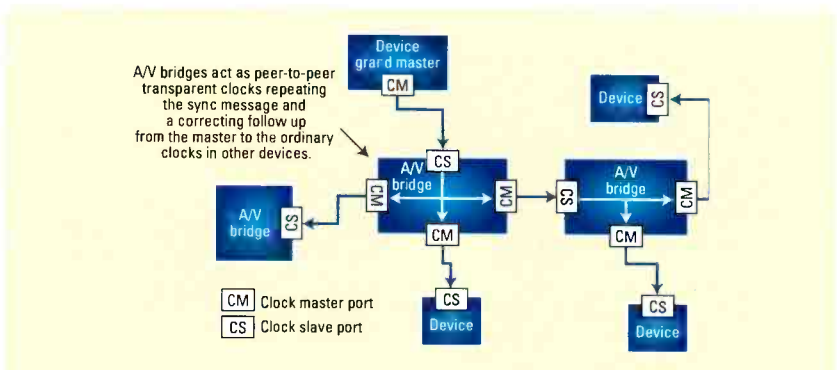 Device
grand master
CM
A/V bridges act as peer-to-peer
transparent clocks repeating
the sync message and
a correcting follow up
from the master to the ordinary
clocks in other devices.
Device
CS
CS
A/V
bridge
CM
CM
CM
A/V
bridge
CS
CM
CM
A/V
bridge
CS
CS
Device
CS
Device
CM Clock master port
CS Clock slave port